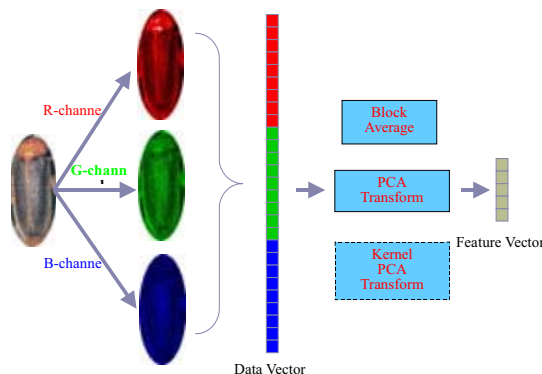 R-channe
G-chann
B-channe
Data Vector
Block
Average
PCA
Transform
Kernel
PCA
Transform
Feature Vector